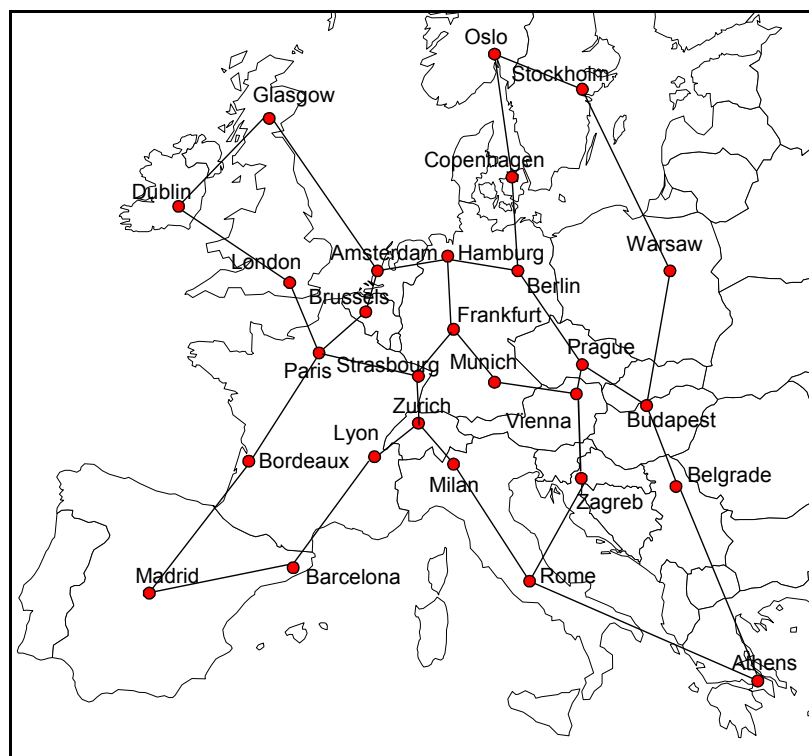 Oslo
Stockholm
Glasgow
Copenhagen
Dublin
Amsterdam
Hamburg
Warsaw
London
Berlin
Brussels
Frankfurt
Paris
Strasbourg
Munich
Prague
Zurich
Vienna
Budapest
Lyon
Bordeaux
Milan
Zagreb
Belgrade
Madrid
Barcelona
Rome
Athens